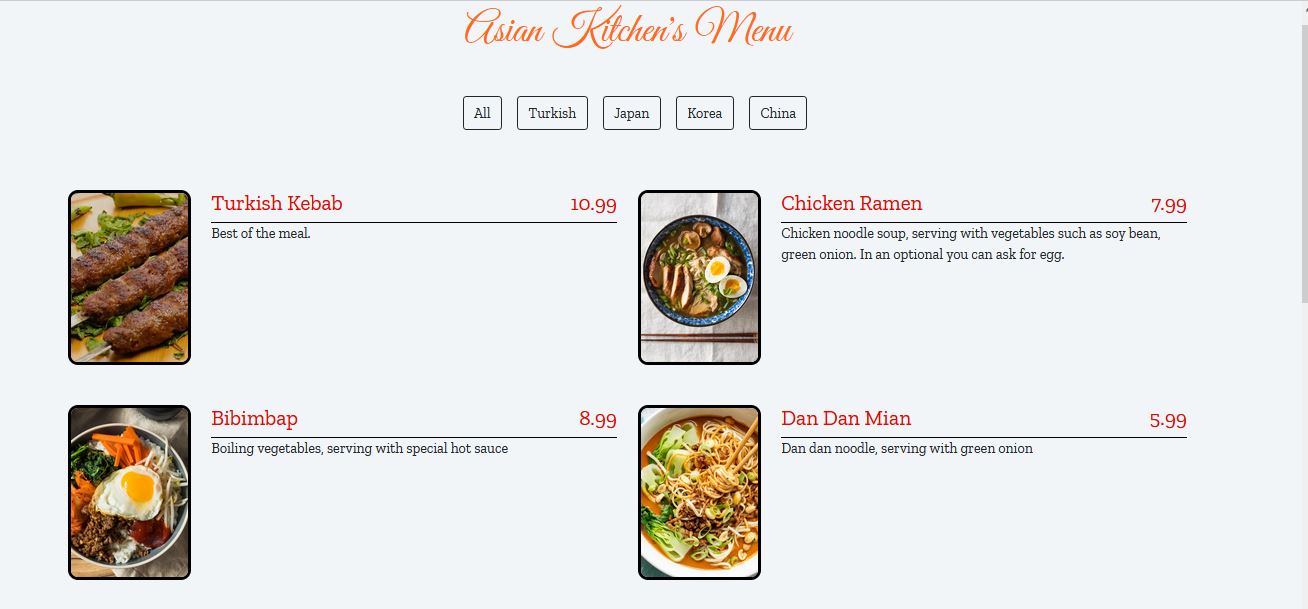 Asian Kitchen's Menu
All Turkish Japan Korea China
Turkish Kebab 10.99
Best of the meal.
Chicken Ramen 7.99
Chicken noodle soup, serving with vegetables such as soy bean,
green onion. In an optional you can ask for egg.
Bibimbap 8.99
Boiling vegetables, serving with special hot sauce
Dan Dan Mian 5.99
Dan dan noodle, serving with green onion